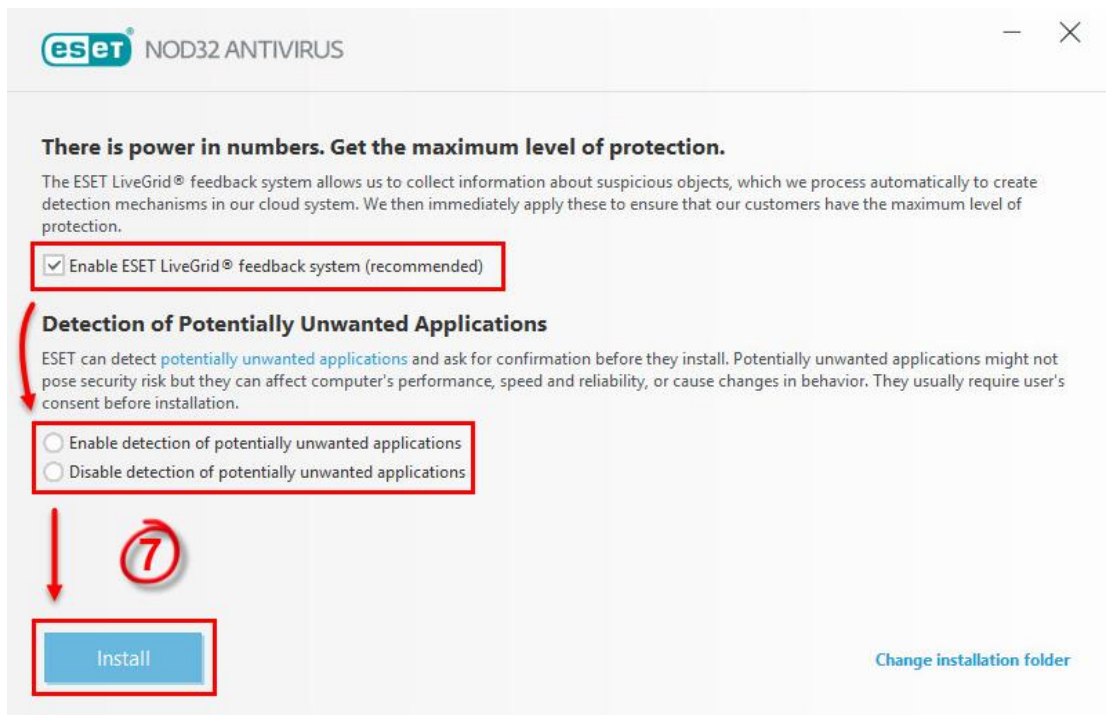 eset® NOD32 ANTIVIRUS
There is power in numbers. Get the maximum level of protection.
The ESET LiveGrid® feedback system allows us to collect information about suspicious objects, which we process automatically to create
detection mechanisms in our cloud system. We then immediately apply these to ensure that our customers have the maximum level of
protection.
Enable ESET LiveGrid® feedback system (recommended)
Detection of Potentially Unwanted Applications
ESET can detect potentially unwanted applications and ask for confirmation before they install. Potentially unwanted applications might not
pose security risk but they can affect computer's performance, speed and reliability, or cause changes in behavior. They usually require user's
consent before installation.
Enable detection of potentially unwanted applications
Disable detection of potentially unwanted applications
7
Install
Change installation folder